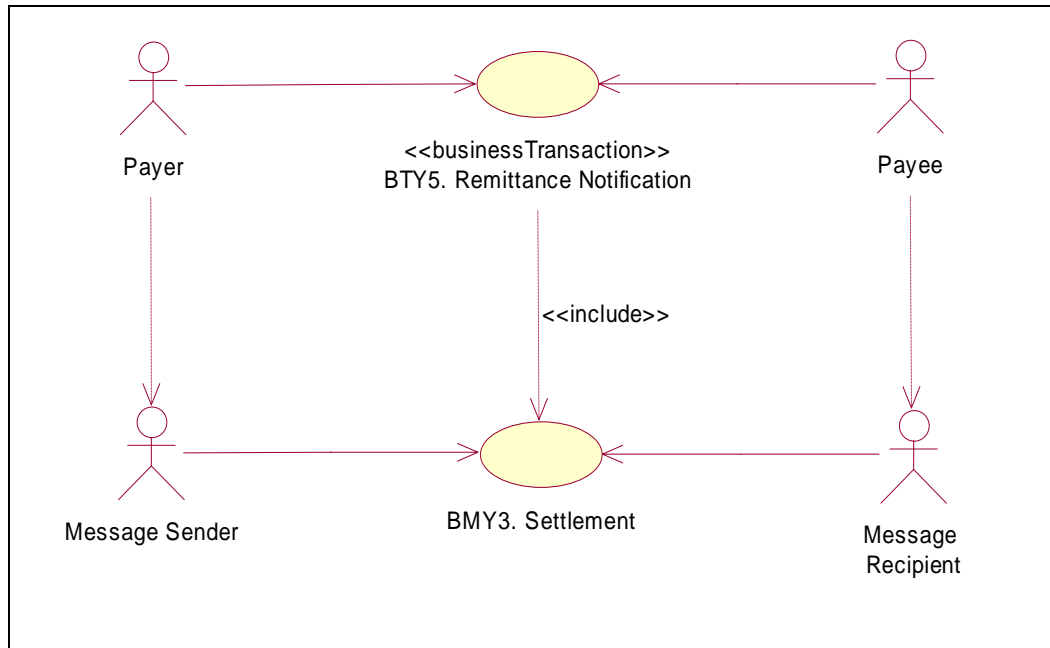 Payer
<<businessTransaction>>
BTY5. Remittance Notification
Payee
<<include>>
Message Sender
BMY3. Settlement
Message
Recipient